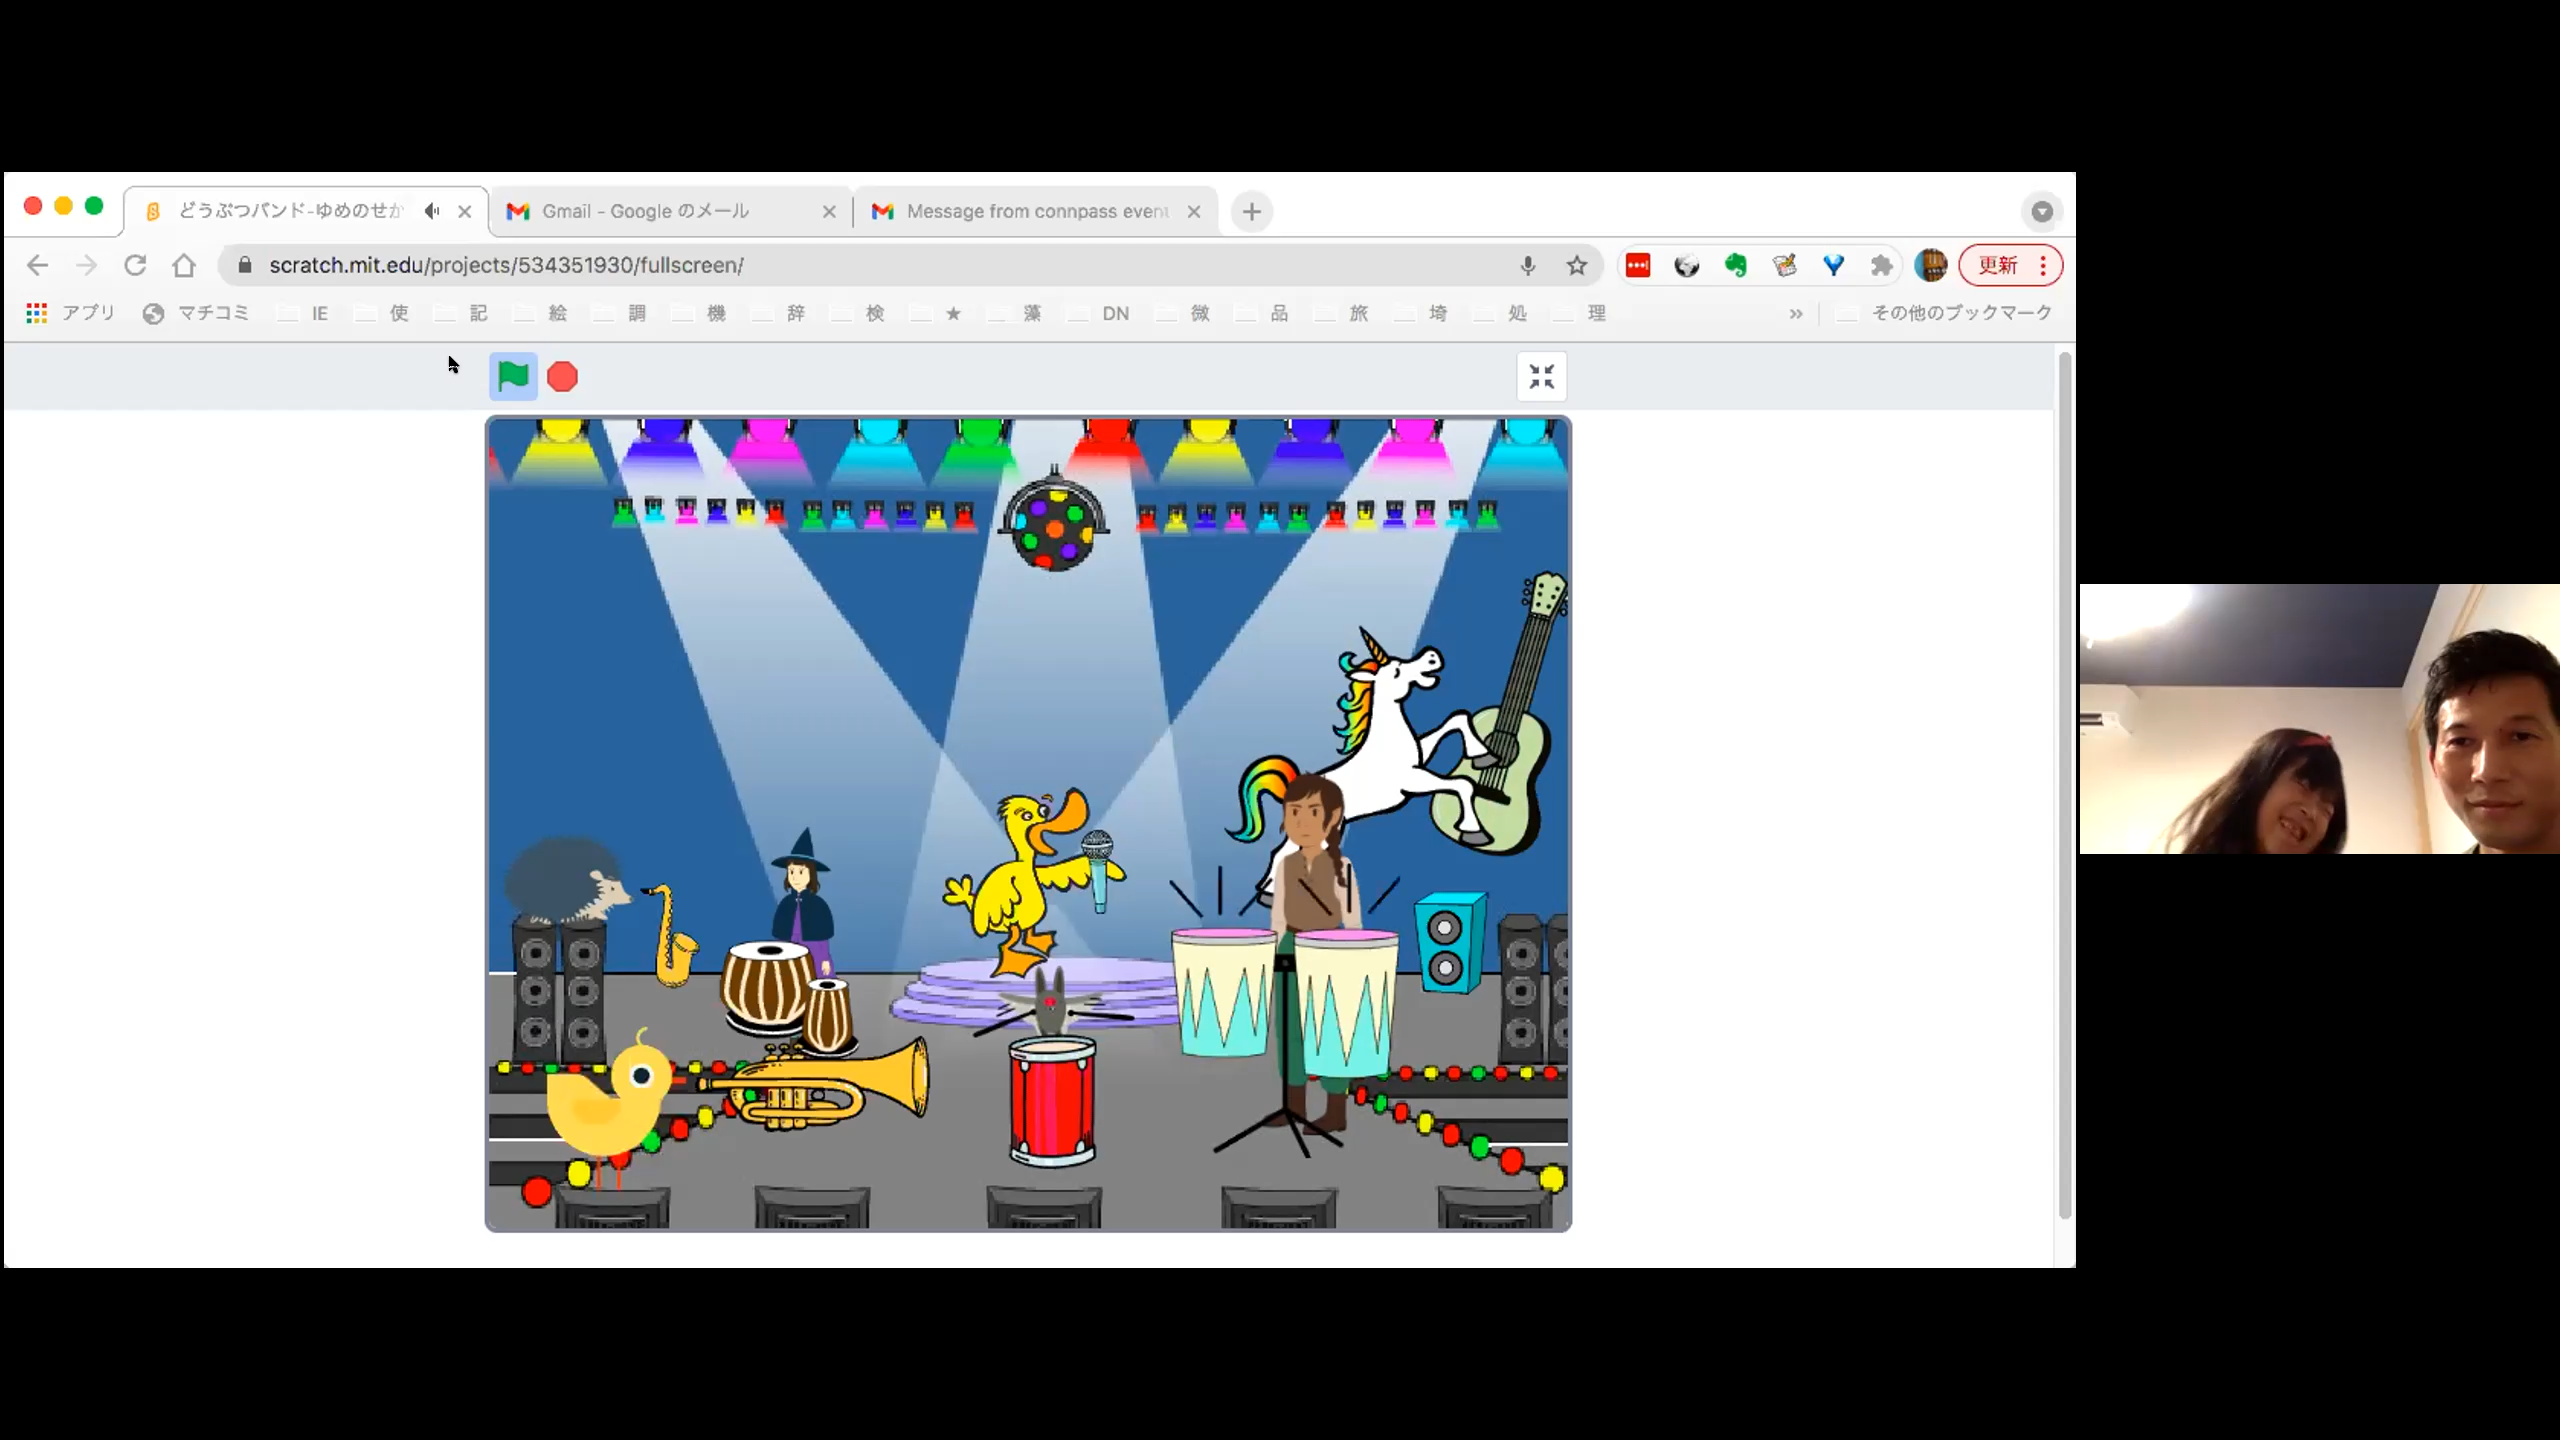 どうぶつバンド-ゆめのせか
Gmail - Google のメール
Message from connpass event
scratch.mit.edu/projects/534351930/fullscreen/
更新
アプリ マチコミ IE 使 記 絵 調 機 辞 検 ★ 藻 DN 微 品 旅 埼 処 理 » その他のブックマーク